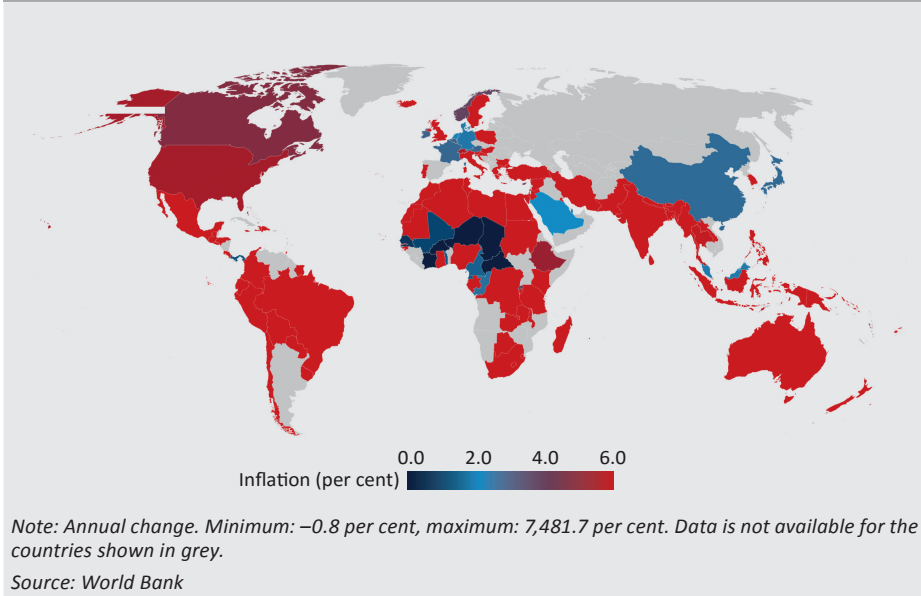 0.0 2.0 4.0 6.0
Inflation (per cent)
Note: Annual change. Minimum: –0.8 per cent, maximum: 7,481.7 per cent. Data is not available for the
countries shown in grey.
Source: World Bank